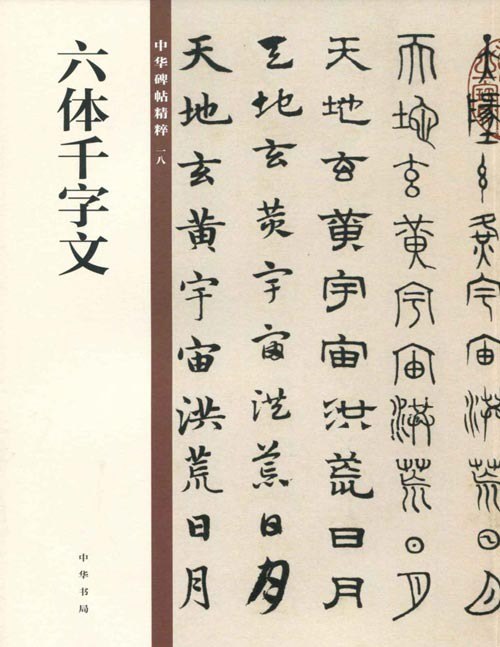 六体千字文
中华书局
中华碑帖精粹 一八
天地玄黄宇宙洪荒日月
天地玄黄宇宙洪荒日月
天地玄黄宇宙洪荒日月
天地玄黄宇宙洪荒日月
天地玄黄宇宙洪荒日月